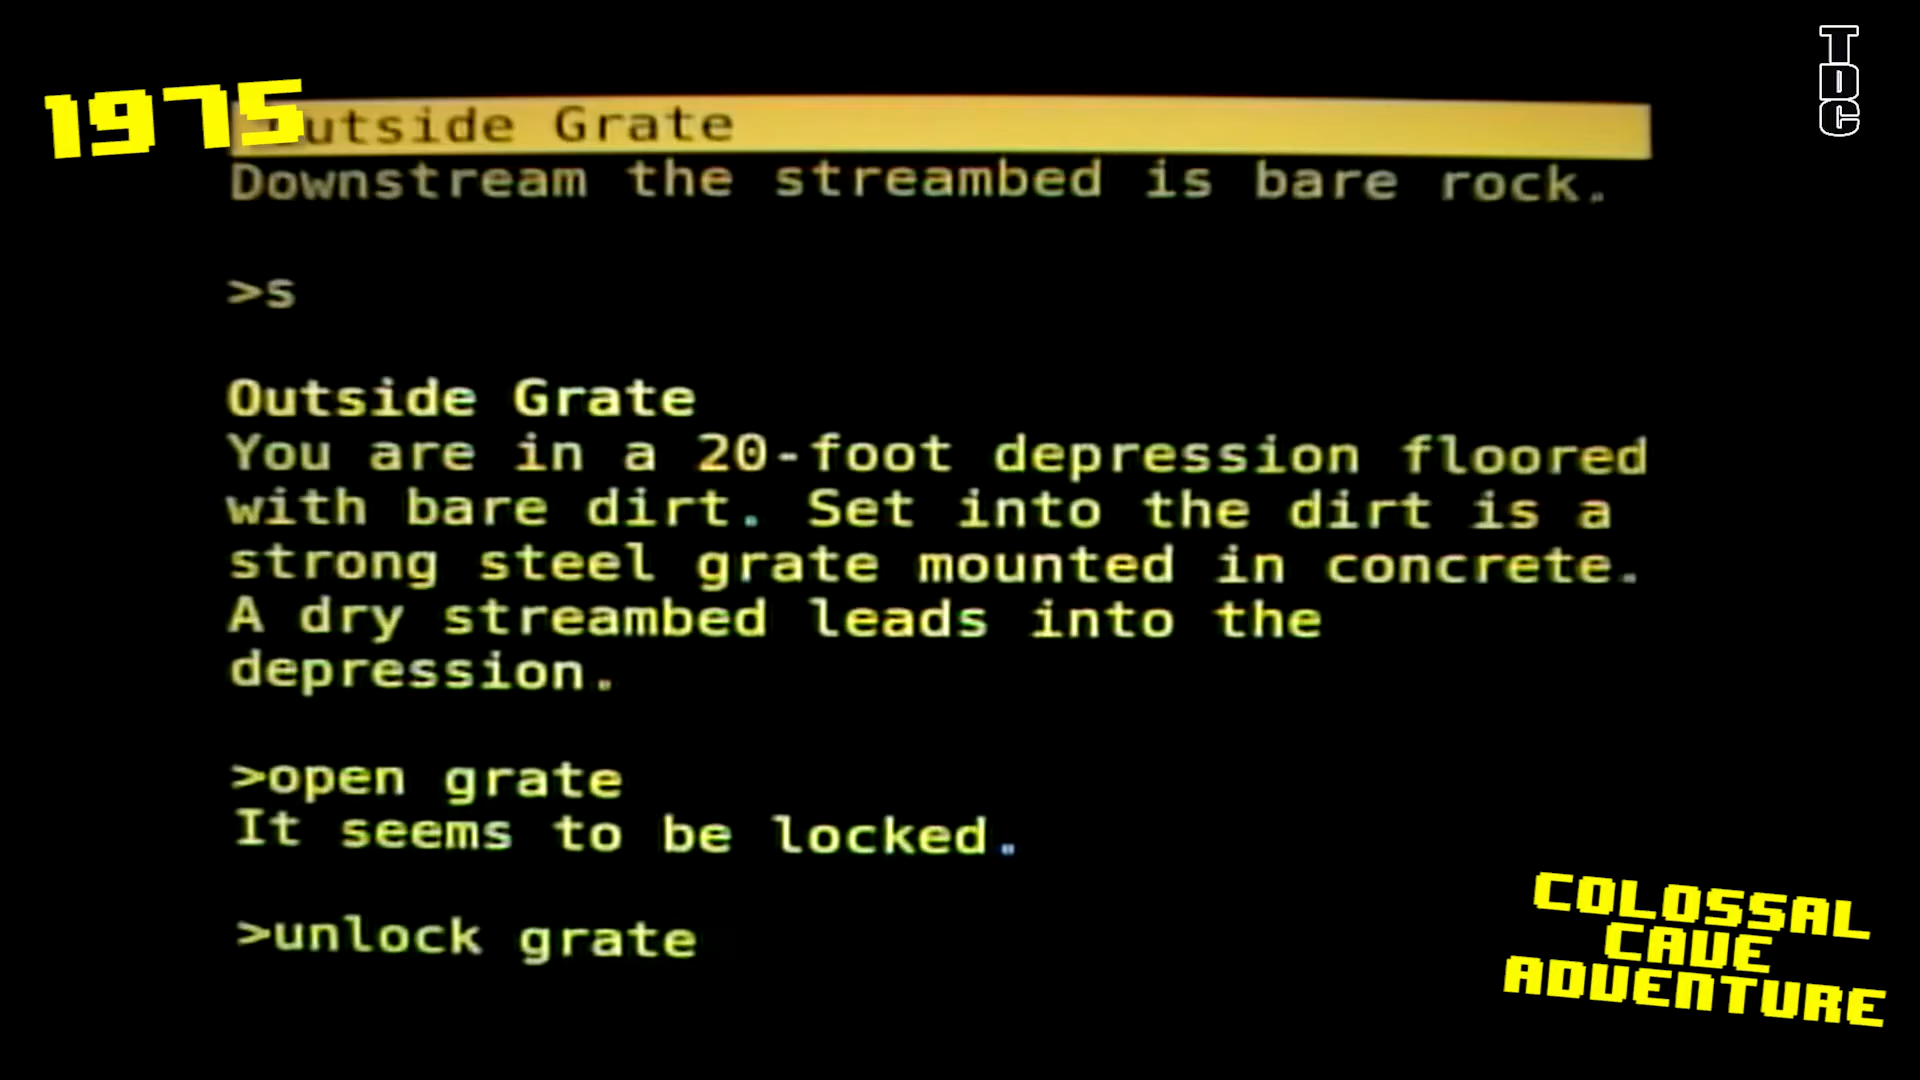 1975
TDC
utside Grate
Downstream the streambed is bare rock.
>s
Outside Grate
You are in a 20-foot depression floored
with bare dirt. Set into the dirt is a
strong steel grate mounted in concrete.
A dry streambed leads into the
depression.
>open grate
It seems to be locked.
>unlock grate
COLOSSAL
CAVE
ADVENTURE